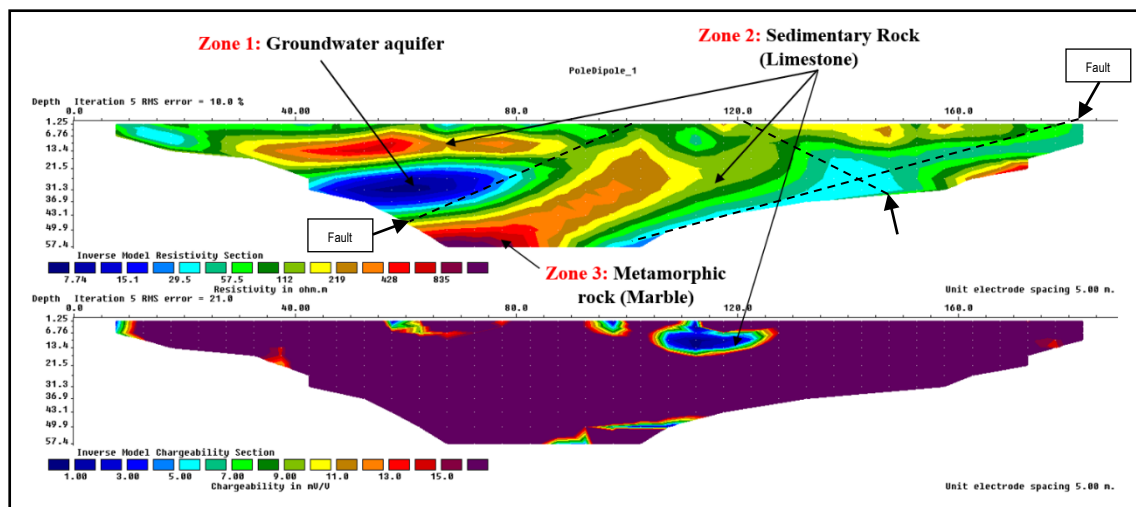 Zone 1: Groundwater aquifer
Zone 2: Sedimentary Rock
(Limestone)
Fault
PoleDipole_1
Depth Iteration 5 RMS error = 10.0 %
0.0 40.00 80.0 120.0 160.0
1.25
6.76
13.4
21.5
31.3
36.9
43.1
49.9
57.4
Fault
Inverse Model Resistivity Section
7.74 15.1 29.5 57.5 112 219 428 835
Resistivity in ohm.m
Zone 3: Metamorphic
rock (Marble)
Unit electrode spacing 5.00 m.
Depth Iteration 5 RMS error = 21.0
0.0 40.00 80.0 120.0 160.0
1.25
6.76
13.4
21.5
31.3
36.9
43.1
49.9
57.4
Inverse Model Chargeability Section
1.00 3.00 5.00 7.00 9.00 11.0 13.0 15.0
Chargeability in mV/V
Unit electrode spacing 5.00 m.